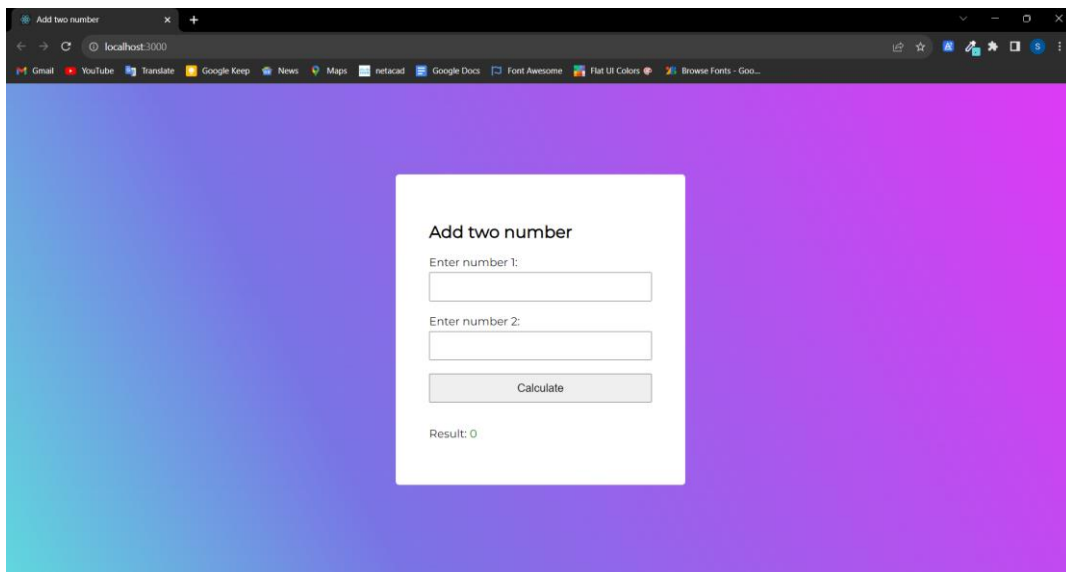 Add two number
localhost:3000
Gmail YouTube Translate Google Keep News Maps netacad Google Docs Font Awesome Flat UI Colors Browse Fonts - Goo...
Add two number
Enter number 1:
Enter number 2:
Calculate
Result: 0